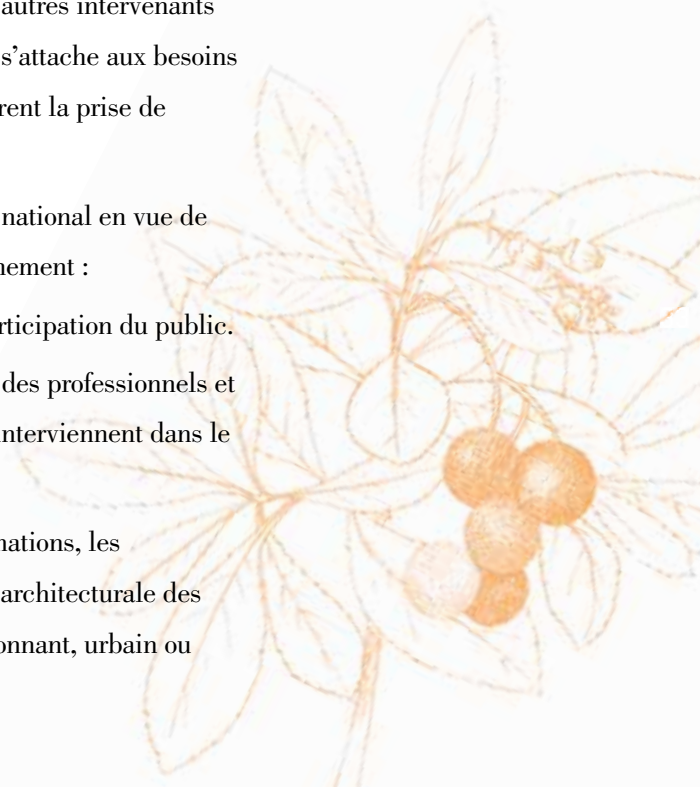 autres intervenants
s’attache aux besoins
rent la prise de
national en vue de
nement :
rticipation du public.
des professionnels et
interviennent dans le
nations, les
architecturale des
onnant, urbain ou